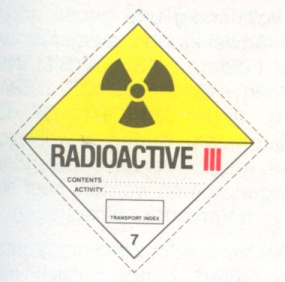 RADIOACTIVE III
CONTENTS
ACTIVITY
TRANSPORT INDEX
7